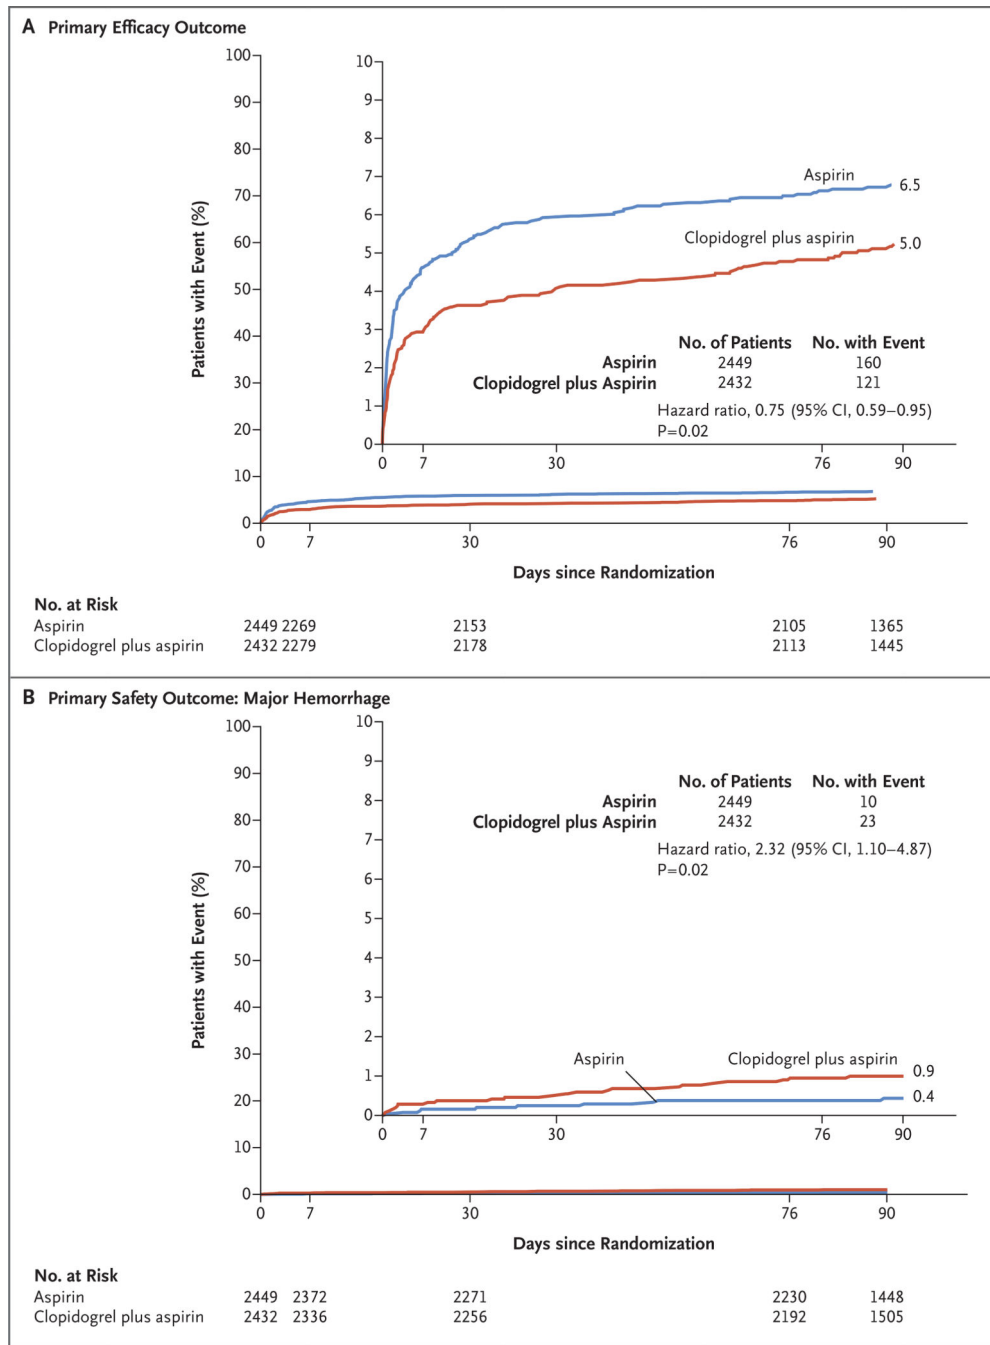 A Primary Efficacy Outcome
100
90
80
70
60
50
40
30
20
10
0
Patients with Event (%)
10
9
8
7
6
5
4
3
2
1
0
Aspirin
6.5
Clopidogrel plus aspirin
5.0
No. of Patients No. with Event
Aspirin 2449 160
Clopidogrel plus Aspirin 2432 121
Hazard ratio, 0.75 (95% CI, 0.59–0.95)
P=0.02
0 7 30 76 90
0 7 30 76 90
Days since Randomization
No. at Risk
Aspirin 2449 2269 2153 2105 1365
Clopidogrel plus aspirin 2432 2279 2178 2113 1445
B Primary Safety Outcome: Major Hemorrhage
100
90
80
70
60
50
40
30
20
10
0
Patients with Event (%)
10
9
8
7
6
5
4
3
2
1
0
No. of Patients No. with Event
Aspirin 2449 10
Clopidogrel plus Aspirin 2432 23
Hazard ratio, 2.32 (95% CI, 1.10–4.87)
P=0.02
Aspirin
Clopidogrel plus aspirin
0.9
0.4
0 7 30 76 90
0 7 30 76 90
Days since Randomization
No. at Risk
Aspirin 2449 2372 2271 2230 1448
Clopidogrel plus aspirin 2432 2336 2256 2192 1505